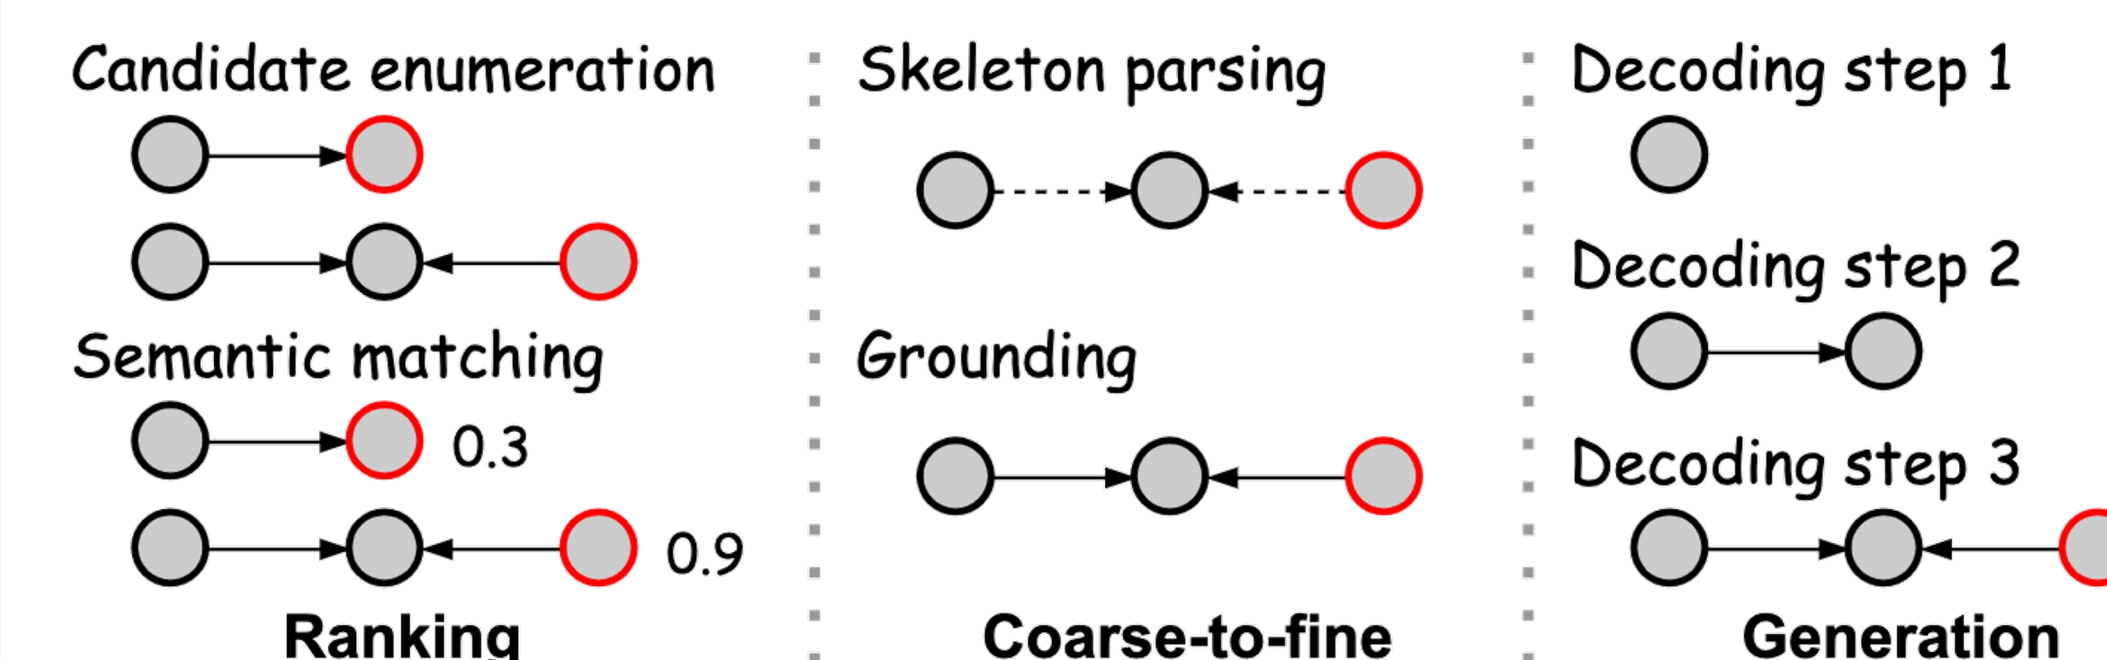 Candidate enumeration
Semantic matching
0.3
0.9
Ranking
Skeleton parsing
Grounding
Coarse-to-fine
Decoding step 1
Decoding step 2
Decoding step 3
Generation